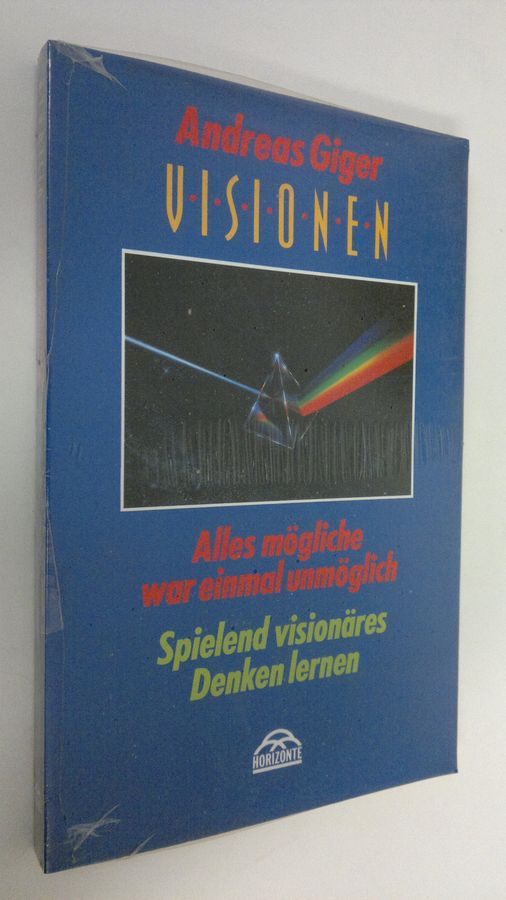 Andreas Giger
V·I·S·I·O·N·E·N
Alles mögliche
war einmal unmöglich
Spielend visionäres
Denken lernen
HORIZONTE